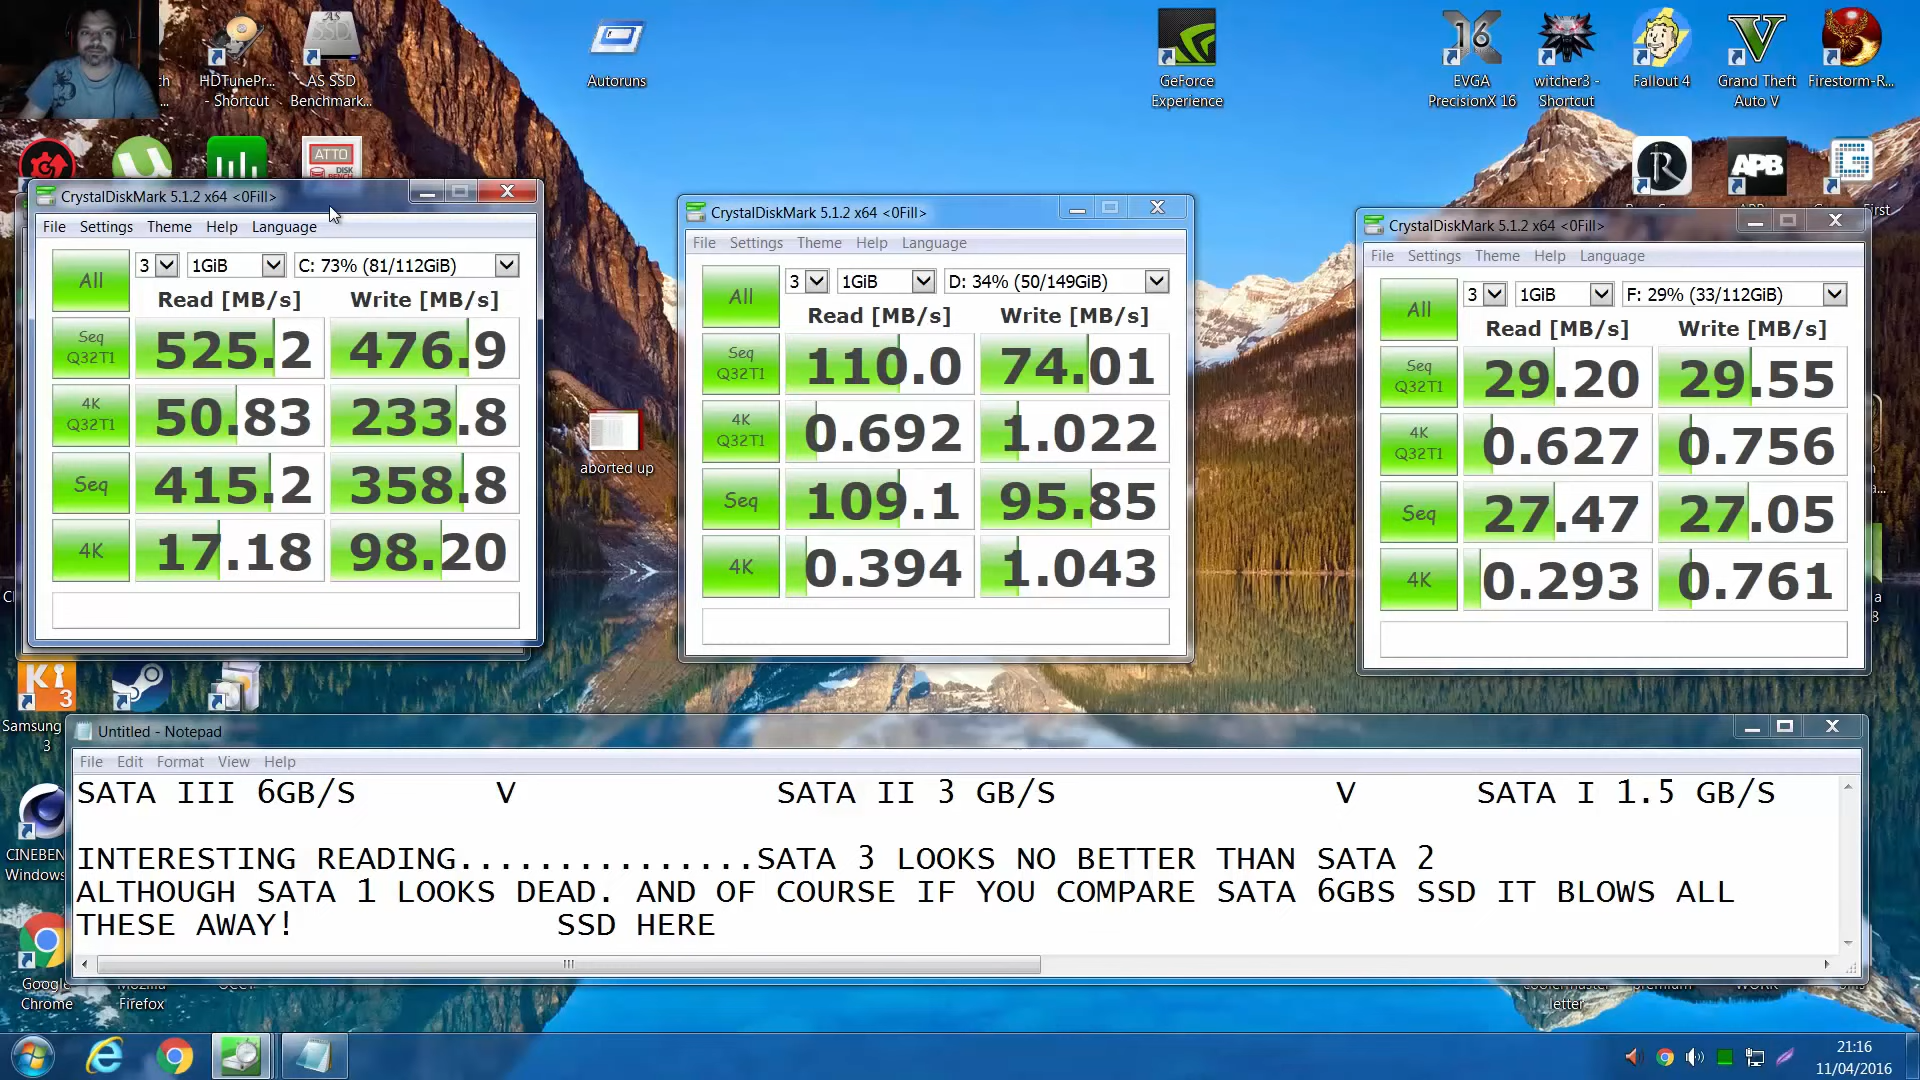 HDTunePr...
- Shortcut
AS SSD
Benchmark...
Autoruns
GeForce
Experience
EVGA
PrecisionX 16
witcher3 -
Shortcut
Fallout 4
Grand Theft
Auto V
Firestorm-R...
ATTO
APB
CrystalDiskMark 5.1.2 x64 <0Fill>
File Settings Theme Help Language
All 3 1GiB C: 73% (81/112GiB)
Read [MB/s] Write [MB/s]
Seq
Q32T1 525.2 476.9
4K
Q32T1 50.83 233.8
Seq 415.2 358.8
4K 17.18 98.20
CrystalDiskMark 5.1.2 x64 <0Fill>
File Settings Theme Help Language
All 3 1GiB D: 34% (50/149GiB)
Read [MB/s] Write [MB/s]
Seq
Q32T1 110.0 74.01
4K
Q32T1 0.692 1.022
Seq 109.1 95.85
4K 0.394 1.043
CrystalDiskMark 5.1.2 x64 <0Fill>
File Settings Theme Help Language
All 3 1GiB F: 29% (33/112GiB)
Read [MB/s] Write [MB/s]
Seq
Q32T1 29.20 29.55
4K
Q32T1 0.627 0.756
Seq 27.47 27.05
4K 0.293 0.761
aborted up
Samsung
3
CINEBEN
Windows
Google
Chrome
Mozilla
Firefox
Untitled - Notepad
File Edit Format View Help
SATA III 6GB/S V SATA II 3 GB/S V SATA I 1.5 GB/S
INTERESTING READING...............SATA 3 LOOKS NO BETTER THAN SATA 2
ALTHOUGH SATA 1 LOOKS DEAD. AND OF COURSE IF YOU COMPARE SATA 6GBS SSD IT BLOWS ALL
THESE AWAY! SSD HERE
letter
21:16
11/04/2016